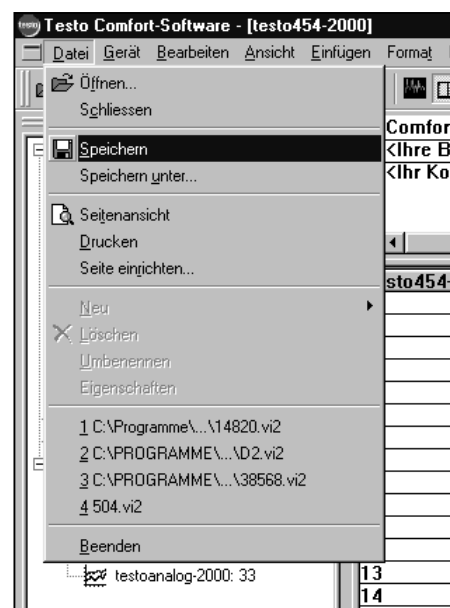 testo Testo Comfort-Software - [testo454-2000]
Datei Gerät Bearbeiten Ansicht Einfügen Format
Öffnen...
Schliessen
Comfor
Speichern
<Ihre B
Speichern unter...
<Ihr Ko
Seitenansicht
Drucken
Seite einrichten...
sto454-
Neu
Löschen
Umbenennen
Eigenschaften
1 C:\Programme\...\14820.vi2
2 C:\PROGRAMME\...\D2.vi2
3 C:\PROGRAMME\...\38568.vi2
4 504.vi2
Beenden
testoanalog-2000: 33
13
14